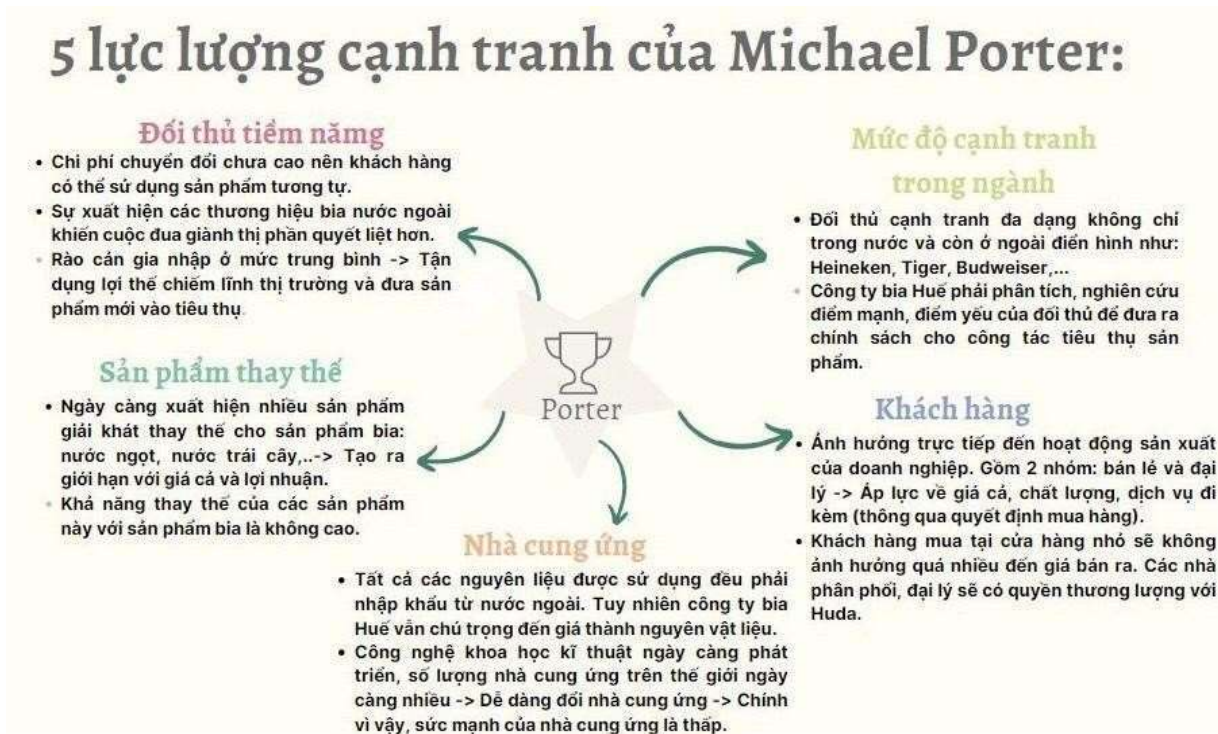 5 lực lượng cạnh tranh của Michael Porter:
Đối thủ tiềm năng
• Chi phí chuyển đổi chưa cao nên khách hàng
có thể sử dụng sản phẩm tương tự.
• Sự xuất hiện các thương hiệu bia nước ngoài
khiến cuộc đua giành thị phần quyết liệt hơn.
• Rào cản gia nhập ở mức trung bình -> Tận
dụng lợi thế chiếm lĩnh thị trường và đưa sản
phẩm mới vào tiêu thụ.
Sản phẩm thay thế
• Ngày càng xuất hiện nhiều sản phẩm
giải khát thay thế cho sản phẩm bia:
nước ngọt, nước trái cây,..-> Tạo ra
giới hạn với giá cả và lợi nhuận.
• Khả năng thay thế của các sản phẩm
này với sản phẩm bia là không cao.
Porter
Mức độ cạnh tranh
trong ngành
• Đối thủ cạnh tranh đa dạng không chỉ
trong nước và còn ở ngoài điển hình như:
Heineken, Tiger, Budweiser,...
• Công ty bia Huế phải phân tích, nghiên cứu
điểm mạnh, điểm yếu của đối thủ để đưa ra
chính sách cho công tác tiêu thụ sản
phẩm.
Khách hàng
• Ảnh hưởng trực tiếp đến hoạt động sản xuất
của doanh nghiệp. Gồm 2 nhóm: bán lẻ và đại
lý -> Áp lực về giá cả, chất lượng, dịch vụ đi
kèm (thông qua quyết định mua hàng).
• Khách hàng mua tại cửa hàng nhỏ sẽ không
ảnh hưởng quá nhiều đến giá bán ra. Các nhà
phân phối, đại lý sẽ có quyền thương lượng với
Huda.
Nhà cung ứng
• Tất cả các nguyên liệu được sử dụng đều phải
nhập khẩu từ nước ngoài. Tuy nhiên công ty bia
Huế vẫn chú trọng đến giá thành nguyên vật liệu.
• Công nghệ khoa học kĩ thuật ngày càng phát
triển, số lượng nhà cung ứng trên thế giới ngày
càng nhiều -> Dễ dàng đổi nhà cung ứng -> Chính
vì vậy, sức mạnh của nhà cung ứng là thấp.